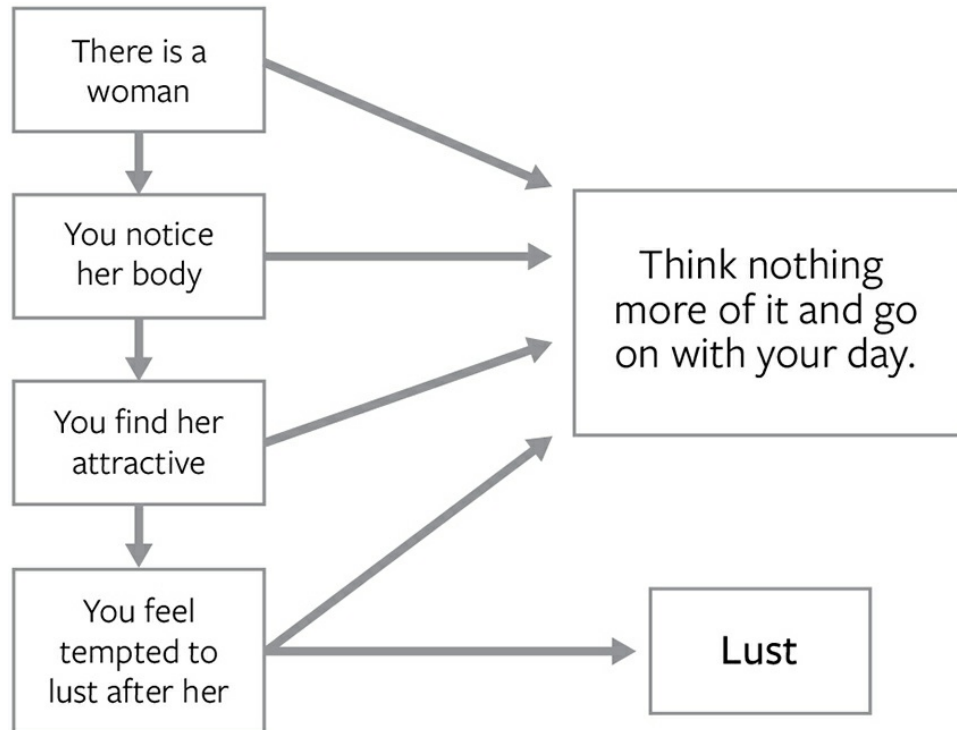 There is a
woman
You notice
her body
Think nothing
more of it and go
on with your day.
You find her
attractive
You feel
tempted to
lust after her
Lust